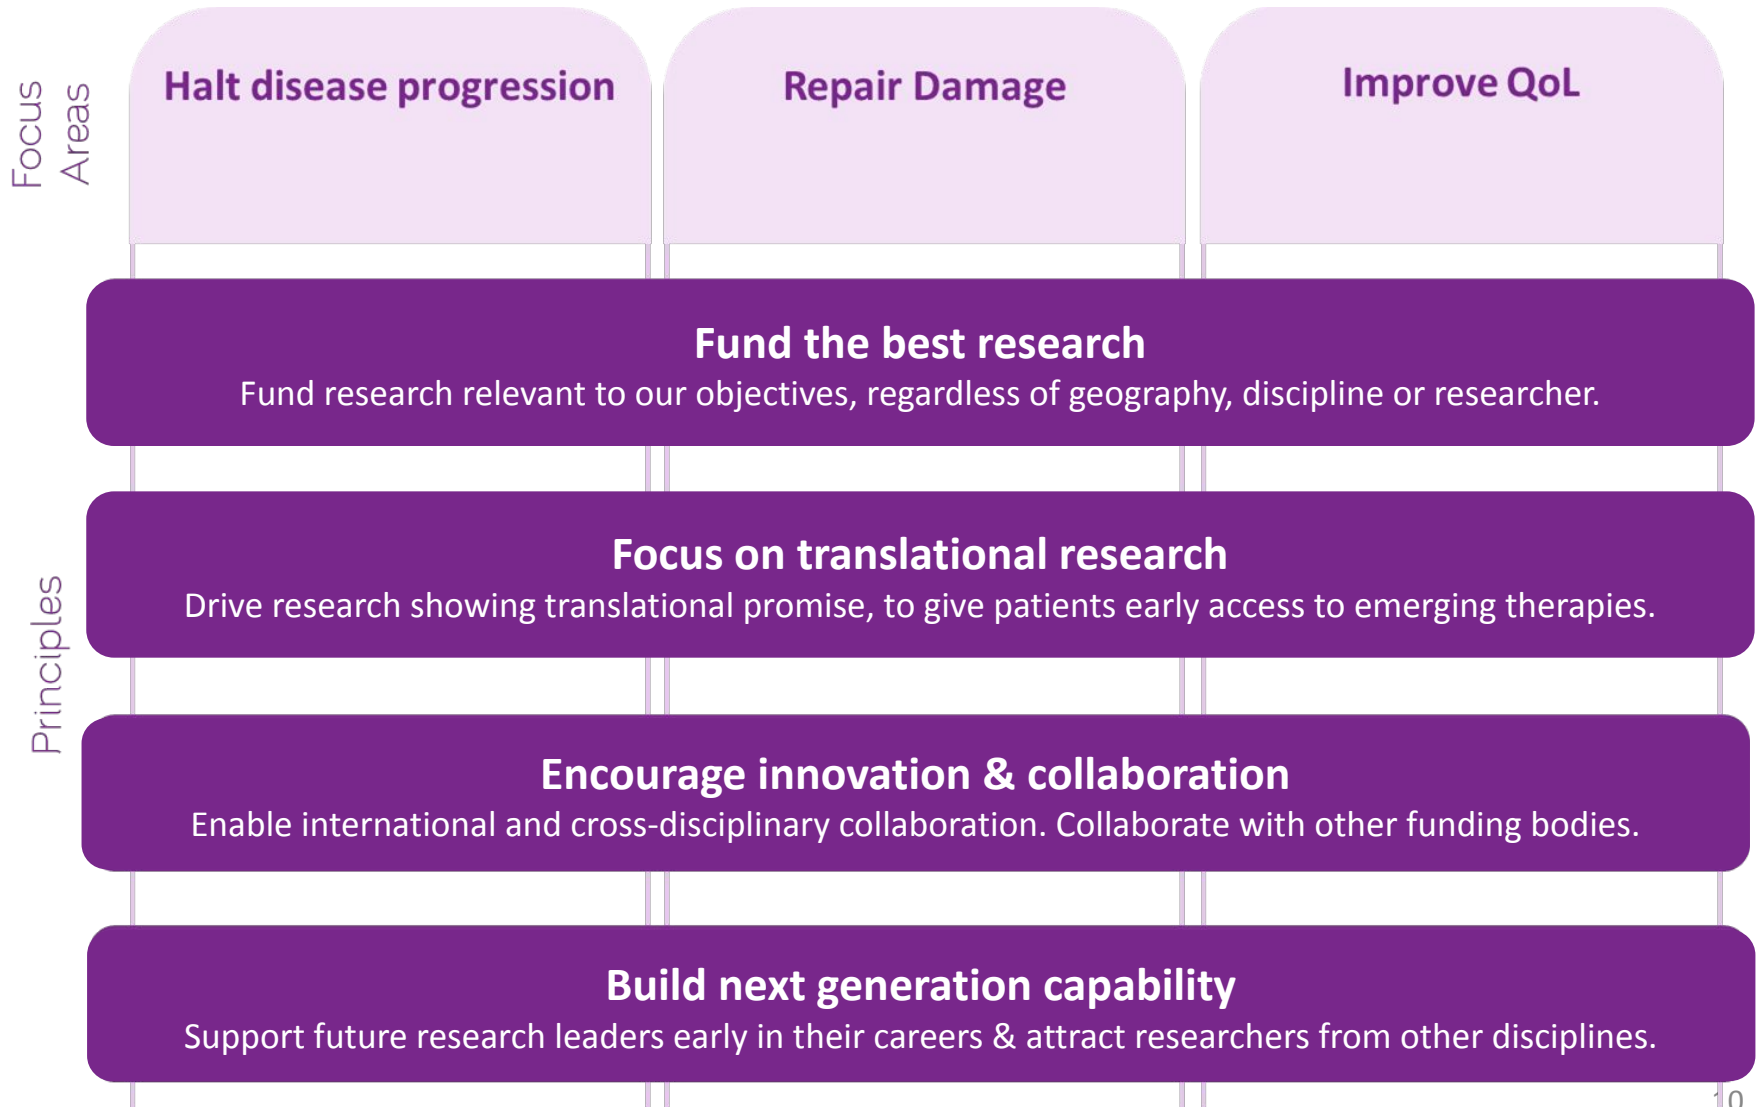 Focus
Areas
Halt disease progression
Repair Damage
Improve QoL
Principles
Fund the best research
Fund research relevant to our objectives, regardless of geography, discipline or researcher.
Focus on translational research
Drive research showing translational promise, to give patients early access to emerging therapies.
Encourage innovation & collaboration
Enable international and cross-disciplinary collaboration. Collaborate with other funding bodies.
Build next generation capability
Support future research leaders early in their careers & attract researchers from other disciplines.
10